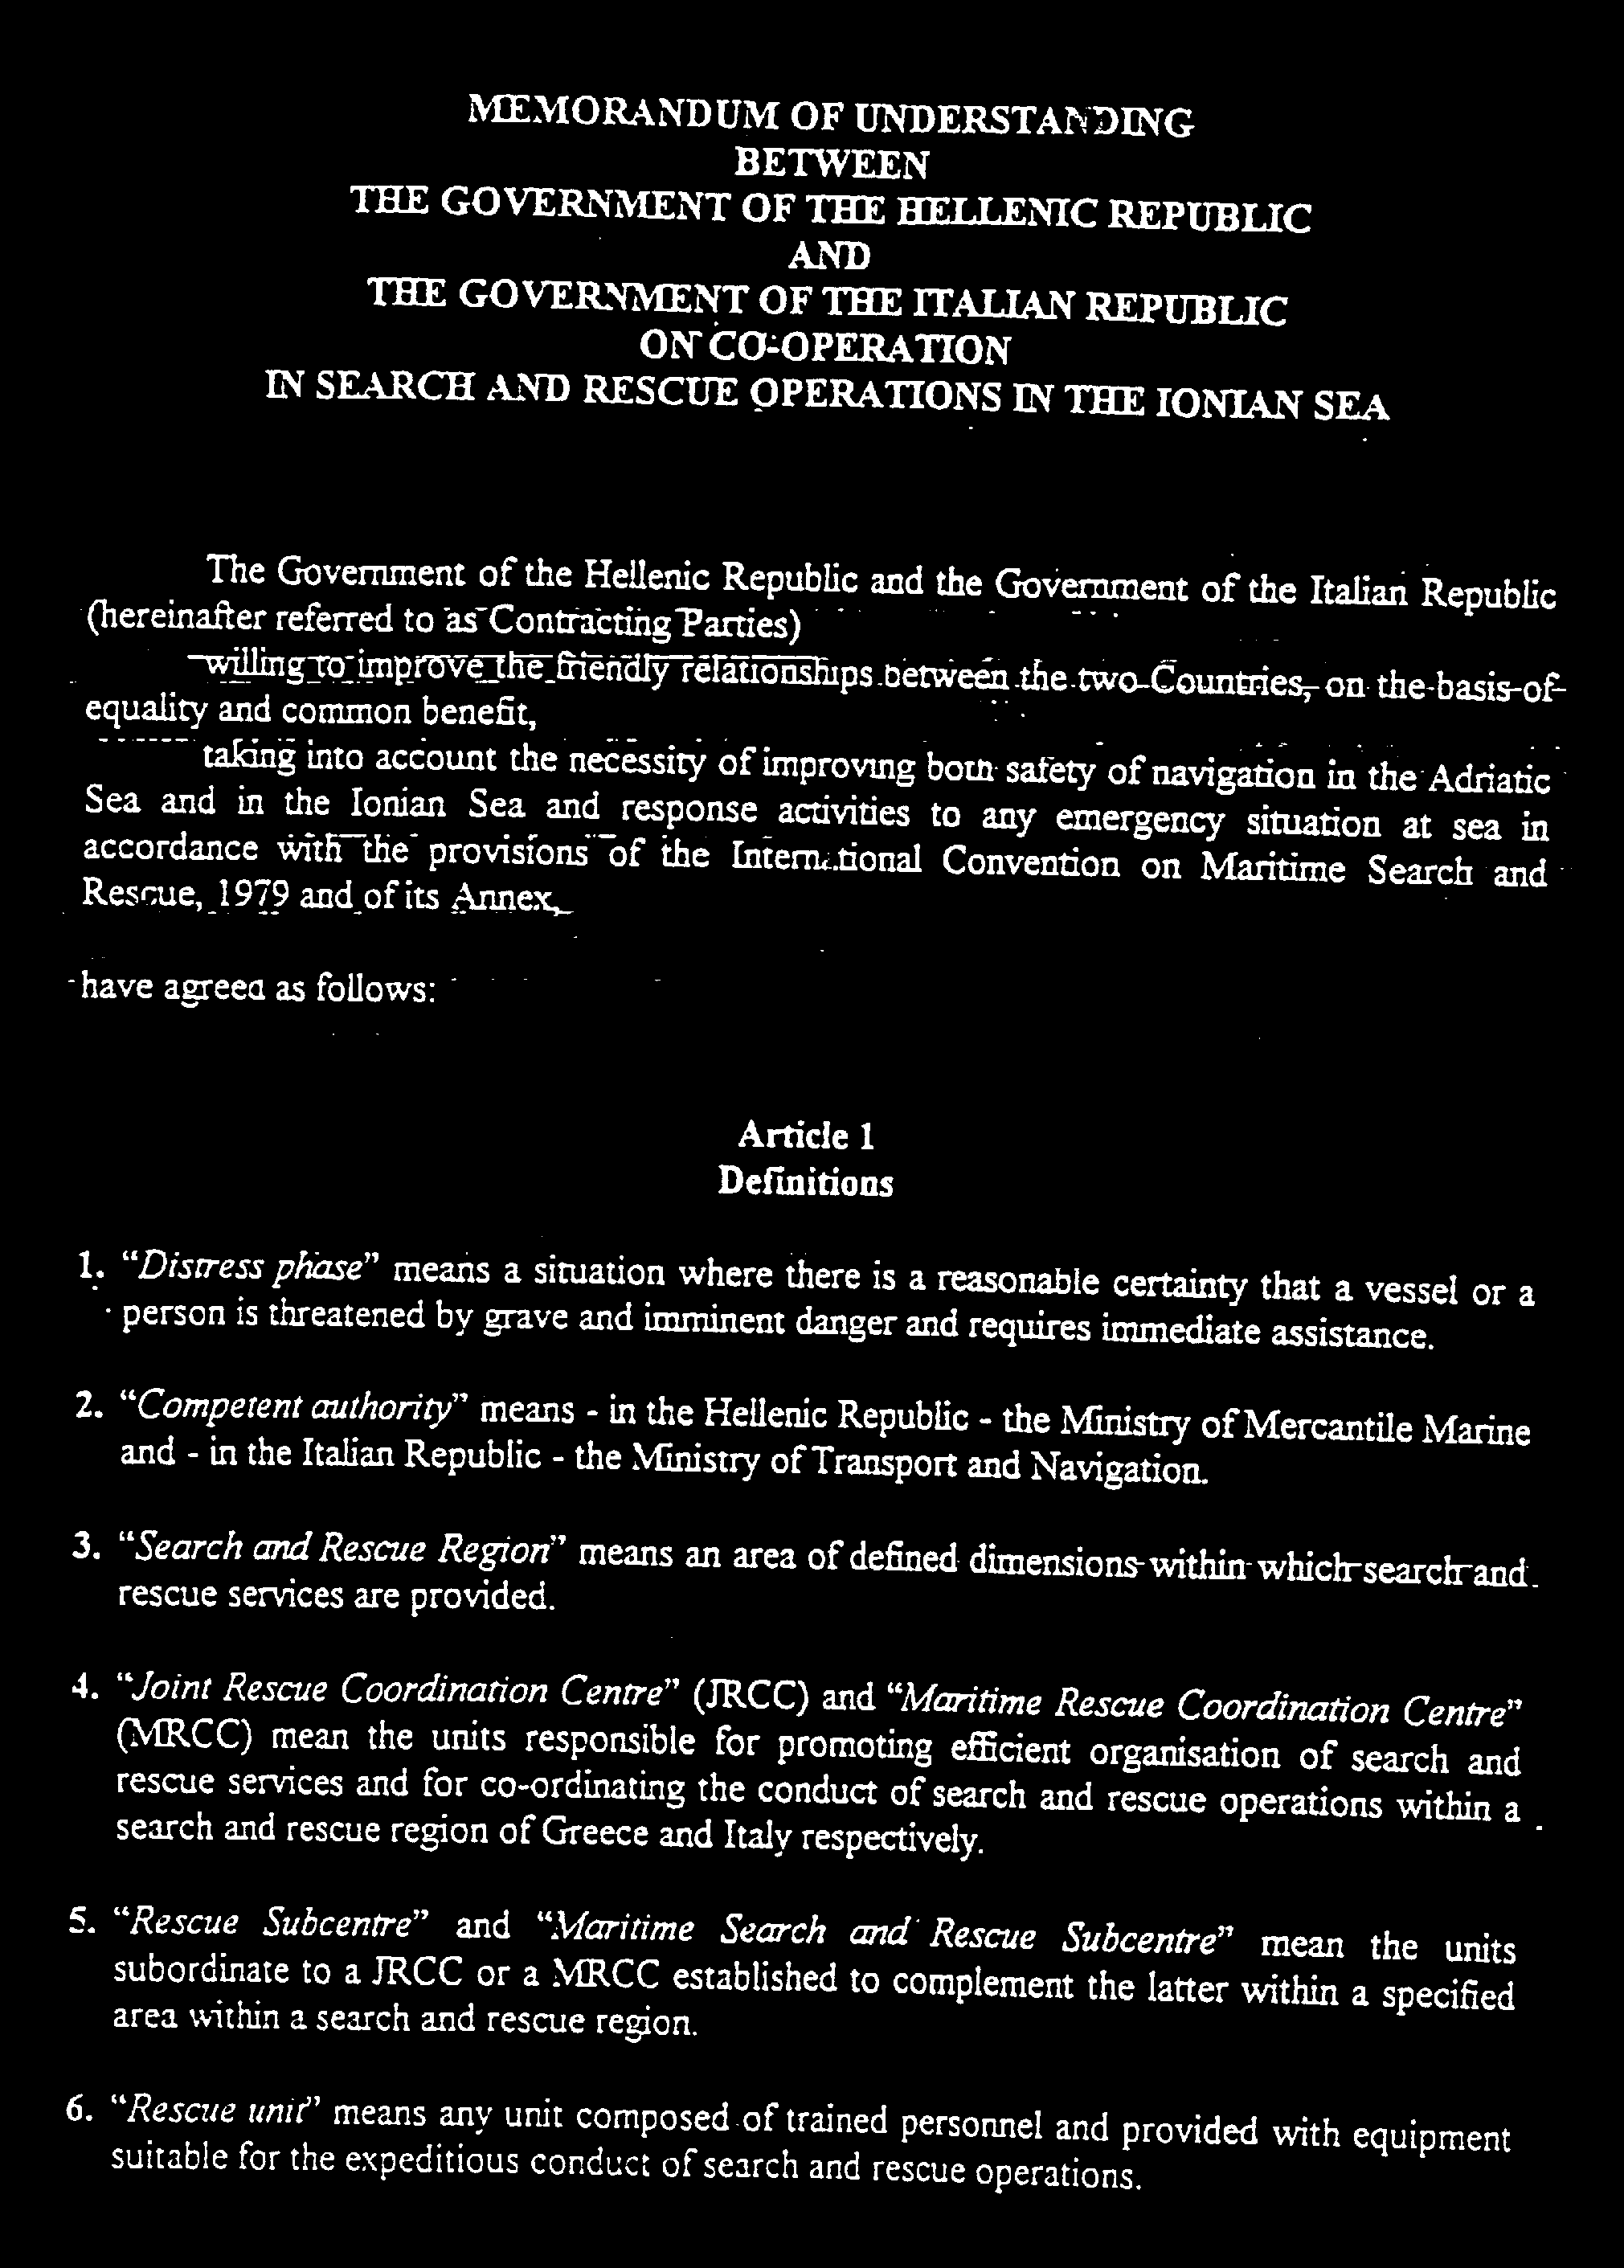 MEMORANDUM OF UNDERSTANDING
BETWEEN
THE GOVERNMENT OF THE HELLENIC REPUBLIC
AND
THE GOVERNMENT OF THE ITALIAN REPUBLIC
ON CO-OPERATION
IN SEARCH AND RESCUE OPERATIONS IN THE IONIAN SEA
The Government of the Hellenic Republic and the Government of the Italian Republic
(hereinafter referred to as Contracting Parties)
willing to improve the friendly relationships between the two Countries, on the basis of
equality and common benefit,
taking into account the necessity of improving both safety of navigation in the Adriatic
Sea and in the Ionian Sea and response activities to any emergency situation at sea in
accordance with the provisions of the International Convention on Maritime Search and
Rescue, 1979 and of its Annex,
have agreed as follows:
Article 1
Definitions
1. “Distress phase” means a situation where there is a reasonable certainty that a vessel or a
person is threatened by grave and imminent danger and requires immediate assistance.
2. “Competent authority” means - in the Hellenic Republic - the Ministry of Mercantile Marine
and - in the Italian Republic - the Ministry of Transport and Navigation.
3. “Search and Rescue Region” means an area of defined dimensions within which search and
rescue services are provided.
4. “Joint Rescue Coordination Centre” (JRCC) and “Maritime Rescue Coordination Centre”
(MRCC) mean the units responsible for promoting efficient organisation of search and
rescue services and for co-ordinating the conduct of search and rescue operations within a
search and rescue region of Greece and Italy respectively.
5. “Rescue Subcentre” and “Maritime Search and Rescue Subcentre” mean the units
subordinate to a JRCC or a MRCC established to complement the latter within a specified
area within a search and rescue region.
6. “Rescue unit” means any unit composed of trained personnel and provided with equipment
suitable for the expeditious conduct of search and rescue operations.